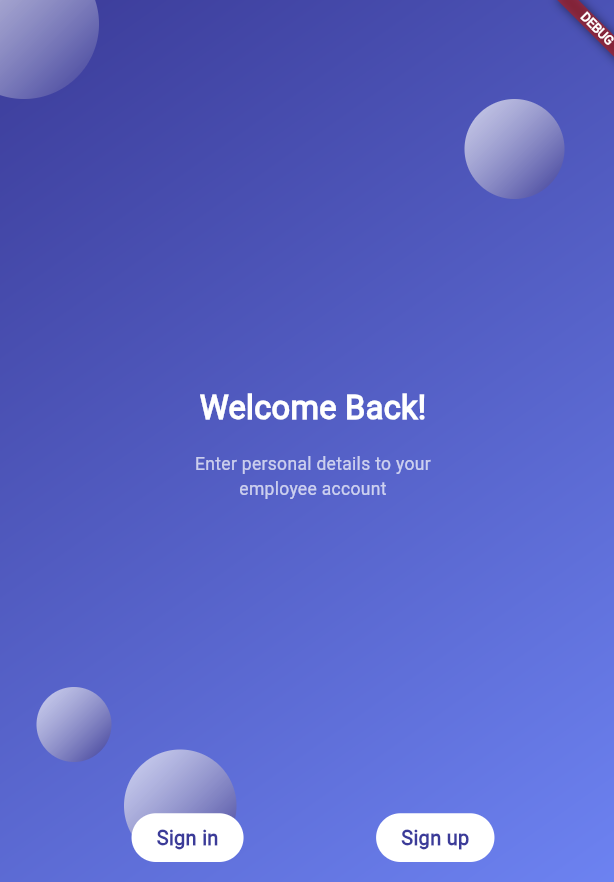 DEBUG
Welcome Back!
Enter personal details to your
employee account
Sign in
Sign up